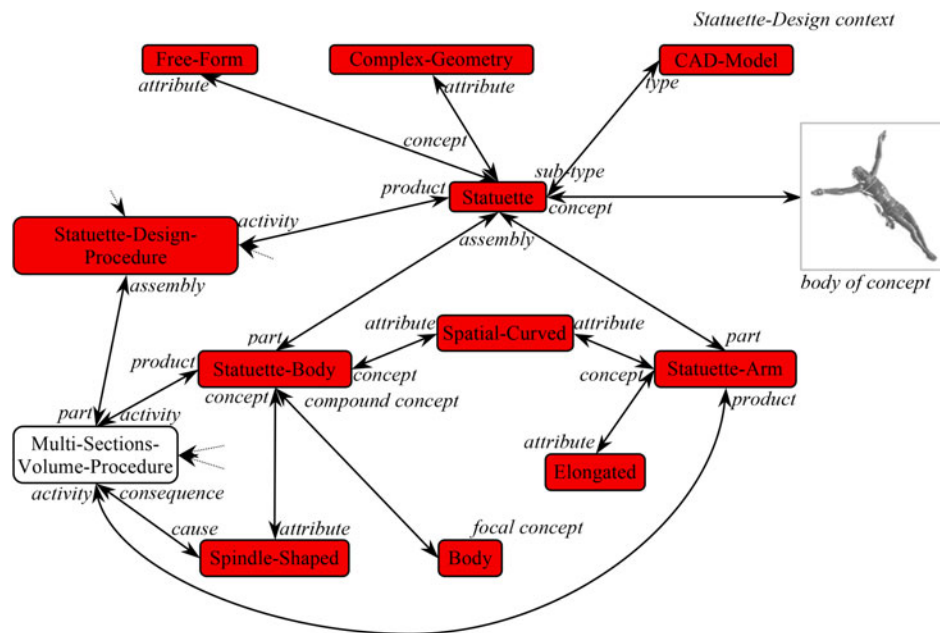 Statuette-Design context
Free-Form
Complex-Geometry
CAD-Model
attribute
attribute
type
concept
sub-type
product
Statuette
concept
activity
Statuette-Design-
Procedure
assembly
body of concept
assembly
part
attribute
Spatial-Curved
attribute
part
product
Statuette-Body
concept
concept
Statuette-Arm
concept
compound concept
product
part
activity
Multi-Sections-
Volume-Procedure
attribute
Elongated
activity
consequence
cause
attribute
focal concept
Spindle-Shaped
Body